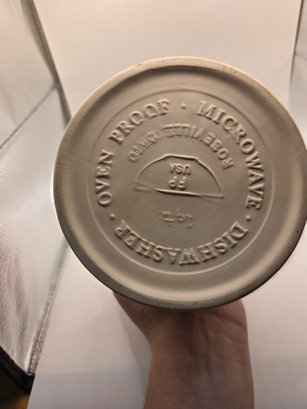 OVEN PROOF · MICROWAVE · DISHWASHER ·
ROSEVILLE, OHIO
USA